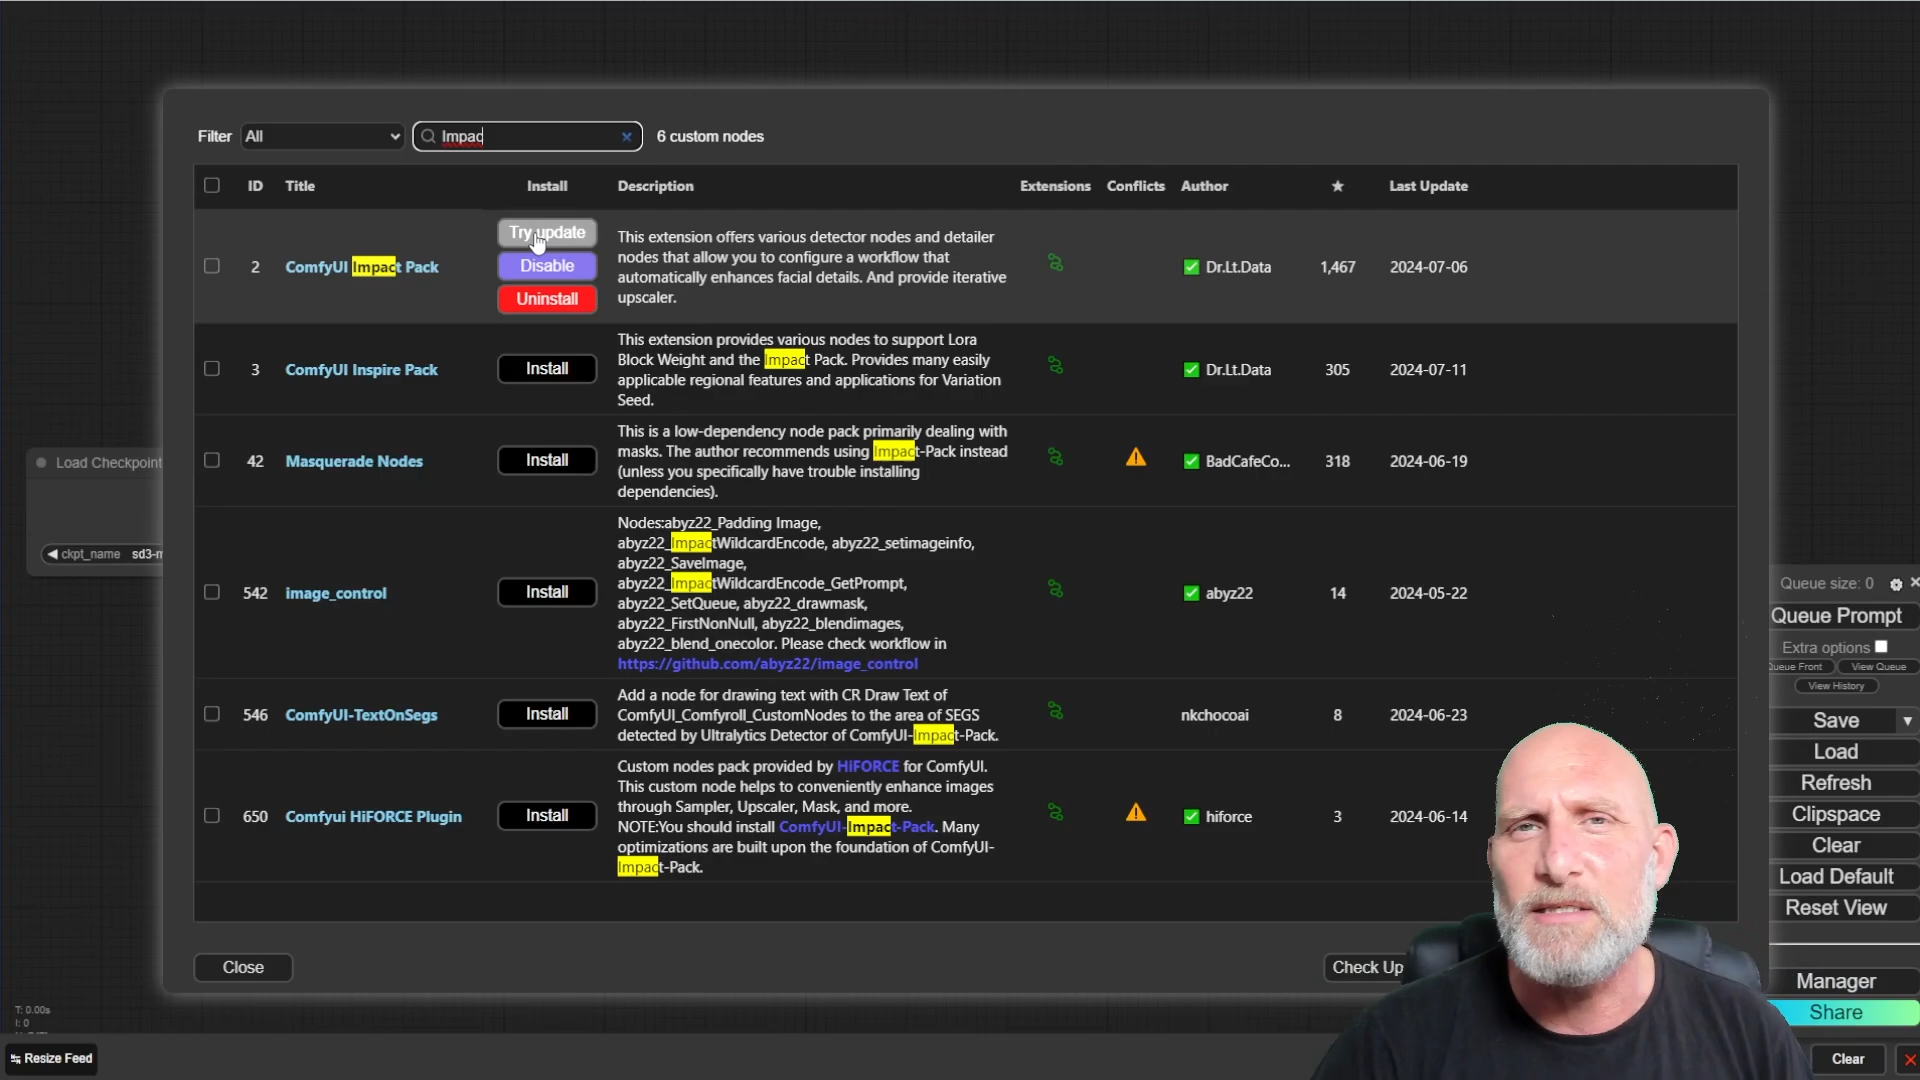 Filter All Impac × 6 custom nodes
ID Title Install Description Extensions Conflicts Author ★ Last Update
Try update
Disable
Uninstall
2 ComfyUI Impact Pack
This extension offers various detector nodes and detailer
nodes that allow you to configure a workflow that
automatically enhances facial details. And provide iterative
upscaler.
Dr.Lt.Data 1,467 2024-07-06
3 ComfyUI Inspire Pack Install
This extension provides various nodes to support Lora
Block Weight and the Impact Pack. Provides many easily
applicable regional features and applications for Variation
Seed.
Dr.Lt.Data 305 2024-07-11
42 Masquerade Nodes Install
This is a low-dependency node pack primarily dealing with
masks. The author recommends using Impact-Pack instead
(unless you specifically have trouble installing
dependencies).
BadCafeCo... 318 2024-06-19
542 image_control Install
Nodes:abyz22_Padding Image,
abyz22_ImpactWildcardEncode, abyz22_setimageinfo,
abyz22_SaveImage,
abyz22_ImpactWildcardEncode_GetPrompt,
abyz22_SetQueue, abyz22_drawmask,
abyz22_FirstNonNull, abyz22_blendimages,
abyz22_blend_onecolor. Please check workflow in
https://github.com/abyz22/image_control
abyz22 14 2024-05-22
546 ComfyUI-TextOnSegs Install
Add a node for drawing text with CR Draw Text of
ComfyUI_Comfyroll_CustomNodes to the area of SEGS
detected by Ultralytics Detector of ComfyUI-Impact-Pack.
nkchocoai 8 2024-06-23
650 Comfyui HiFORCE Plugin Install
Custom nodes pack provided by HiFORCE for ComfyUI.
This custom node helps to conveniently enhance images
through Sampler, Upscaler, Mask, and more.
NOTE:You should install ComfyUI-Impact-Pack. Many
optimizations are built upon the foundation of ComfyUI-
Impact-Pack.
hiforce 3 2024-06-14
Close
Check Up
Load Checkpoint
ckpt_name sd3-m
Queue size: 0
Queue Prompt
Extra options
Queue Front View Queue
View History
Save
Load
Refresh
Clipspace
Clear
Load Default
Reset View
Manager
Share
T: 0.00s
I: 0
Resize Feed
Clear